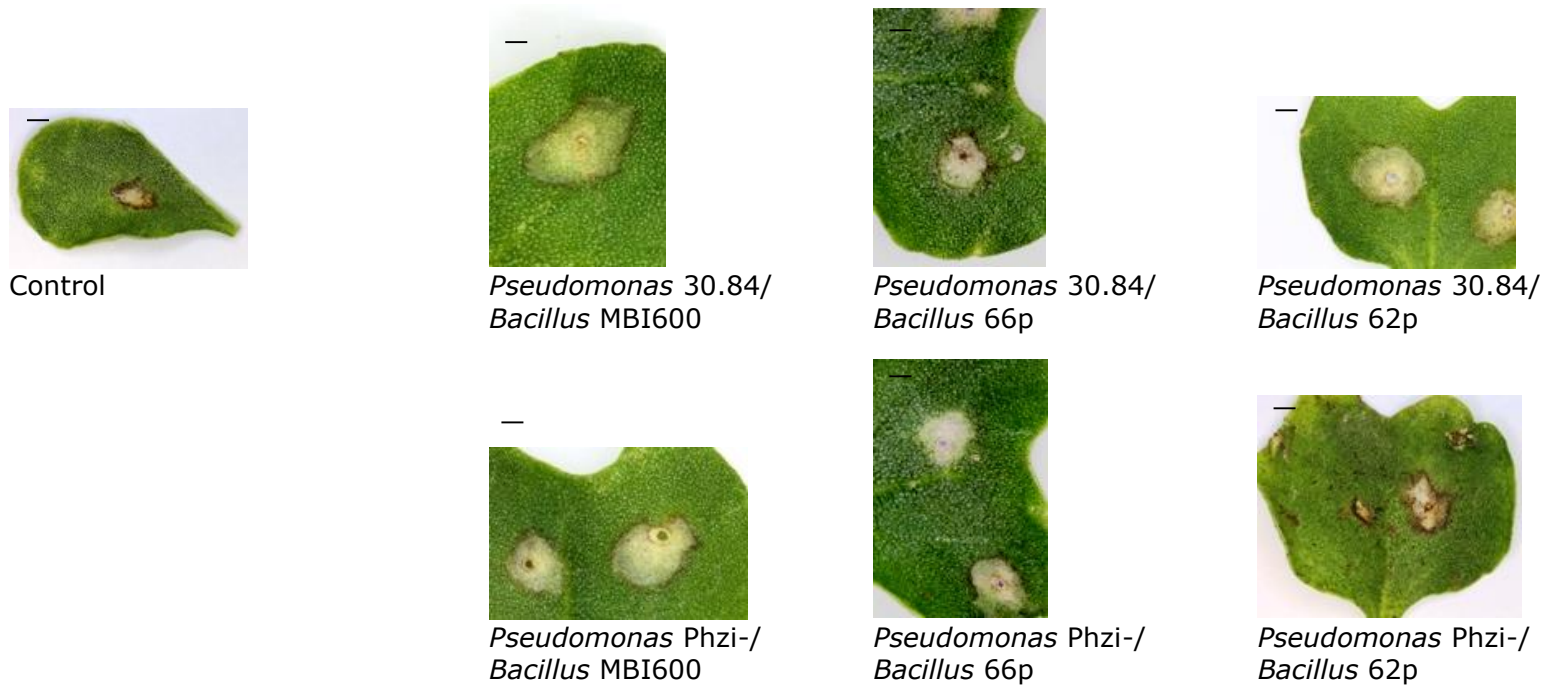 Control
Pseudomonas 30.84/
Bacillus MBI600
Pseudomonas 30.84/
Bacillus 66p
Pseudomonas 30.84/
Bacillus 62p
Pseudomonas Phzi-/
Bacillus MBI600
Pseudomonas Phzi-/
Bacillus 66p
Pseudomonas Phzi-/
Bacillus 62p